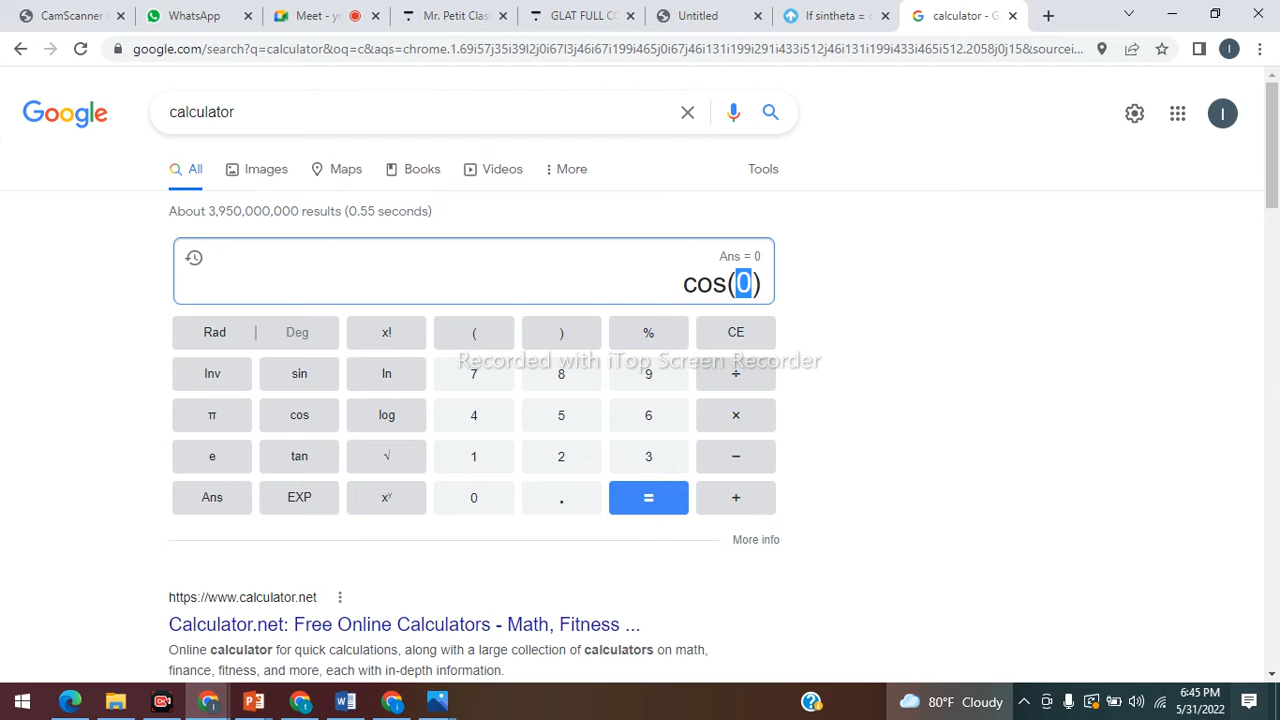 CamScanner
WhatsApp
Meet - y
Mr. Petit Clas
GLAT FULL CO
Untitled
If sintheta =
calculator - G
google.com/search?q=calculator&oq=c&aqs=chrome.1.69i57j35i39l2j0i67l3j46i67i199i465j0i67j46i131i199i291i433i512j46i131i199i433i465i512.2058j0j15&sourcei...
I
Google
calculator
I
All
Images
Maps
Books
Videos
More
Tools
About 3,950,000,000 results (0.55 seconds)
Ans = 0
cos(0)
Rad | Deg x! ( ) % CE
Recorded with iTop Screen Recorder
Inv sin ln 7 8 9 ÷
π cos log 4 5 6 ×
e tan √ 1 2 3 −
Ans EXP xʸ 0 . = +
More info
https://www.calculator.net
Calculator.net: Free Online Calculators - Math, Fitness ...
Online calculator for quick calculations, along with a large collection of calculators on math,
finance, fitness, and more, each with in-depth information.
80°F Cloudy
6:45 PM
5/31/2022